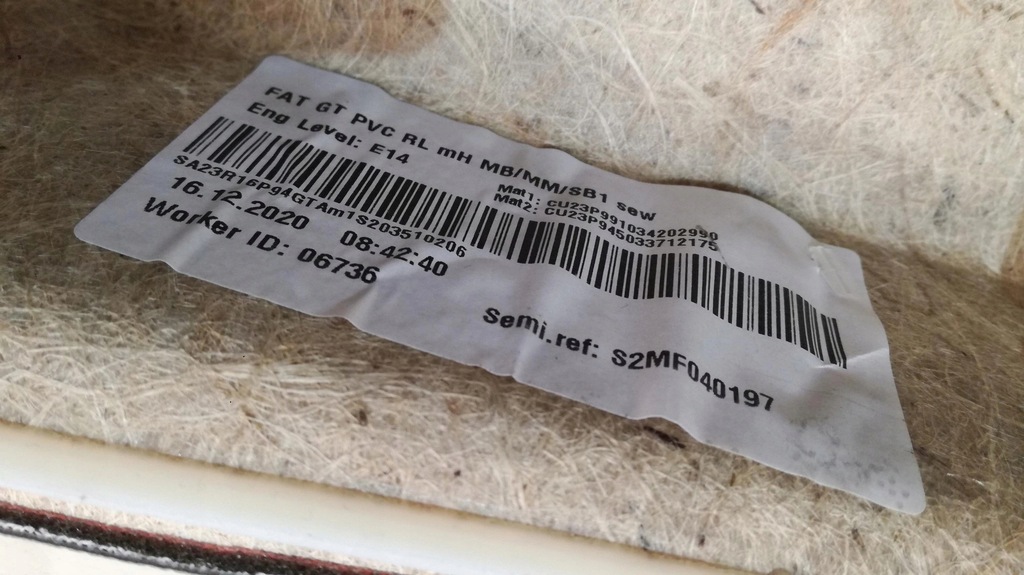 FAT GT PVC RL mH MB/MM/SB1 sew
Eng Level: E14
Mat1: CU23P991034202990
Mat2: CU23P945033712175
SA23R16P94GTAm1S203510206
16.12.2020 08:42:40
Worker ID: 06736
Semi.ref: S2MF040197